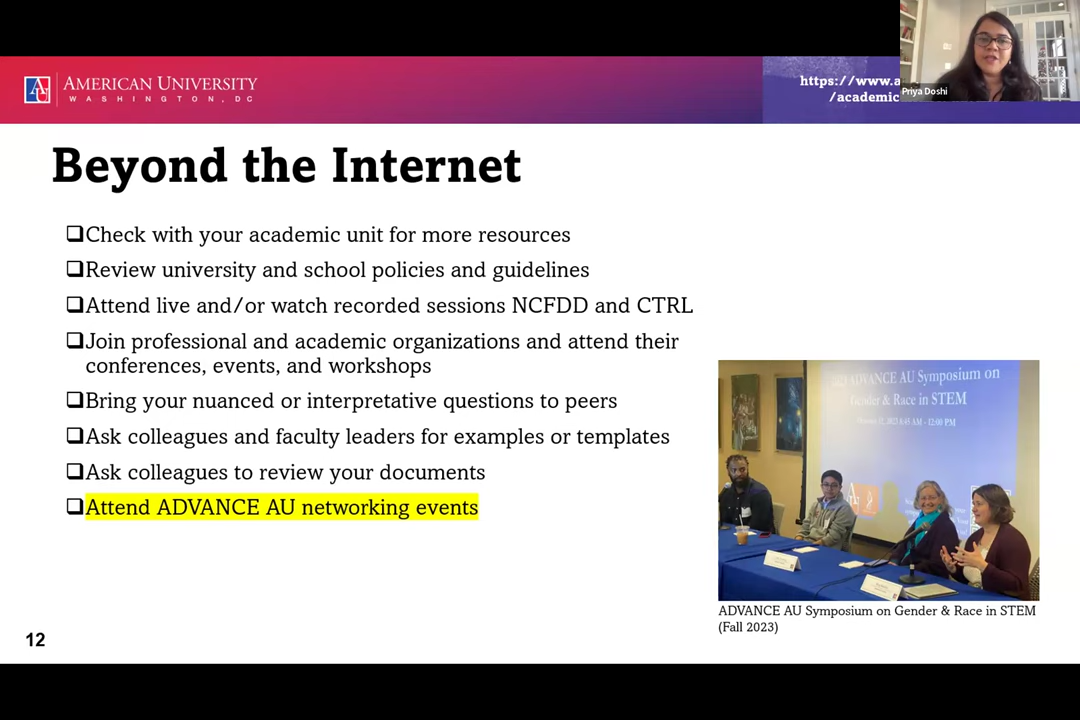 AMERICAN UNIVERSITY
WASHINGTON, DC
https://www.a
/academic
Priya Doshi
Beyond the Internet
❑Check with your academic unit for more resources
❑Review university and school policies and guidelines
❑Attend live and/or watch recorded sessions NCFDD and CTRL
❑Join professional and academic organizations and attend their
conferences, events, and workshops
❑Bring your nuanced or interpretative questions to peers
❑Ask colleagues and faculty leaders for examples or templates
❑Ask colleagues to review your documents
❑Attend ADVANCE AU networking events
ADVANCE AU Symposium on
Gender & Race in STEM
ADVANCE AU Symposium on Gender & Race in STEM
(Fall 2023)
12